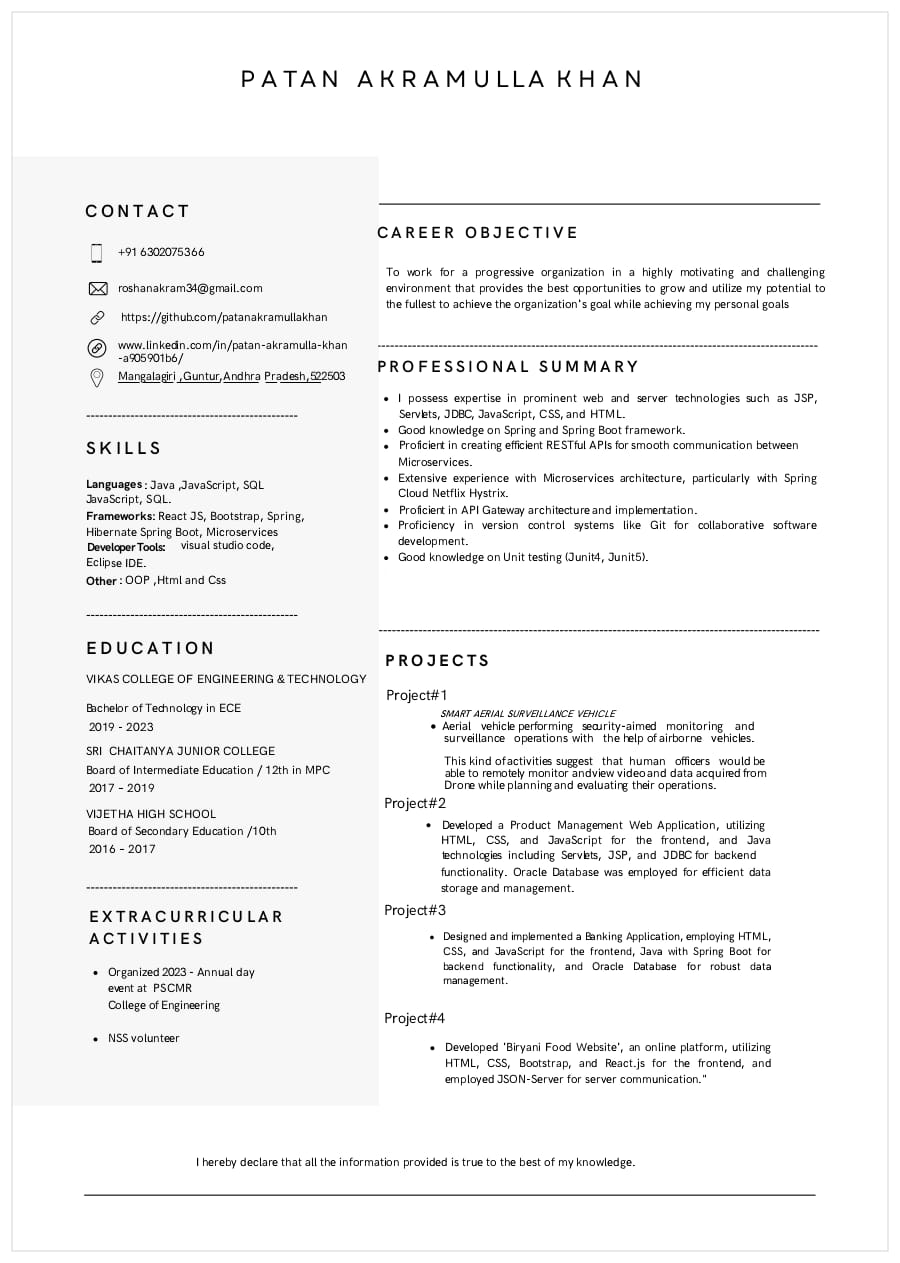 PATAN AKRAMULLA KHAN
CONTACT
+91 6302075366
roshanakram34@gmail.com
https://github.com/patanakramullakhan
www.linkedin.com/in/patan-akramulla-khan
-a905901b6/
Mangalagiri ,Guntur,Andhra Pradesh,522503
------------------------------------------------
SKILLS
Languages : Java ,JavaScript, SQL
JavaScript, SQL.
Frameworks: React JS, Bootstrap, Spring,
Hibernate Spring Boot, Microservices
Developer Tools: visual studio code,
Eclipse IDE.
Other : OOP ,Html and Css
------------------------------------------------
EDUCATION
VIKAS COLLEGE OF ENGINEERING & TECHNOLOGY
Bachelor of Technology in ECE
2019 - 2023
SRI CHAITANYA JUNIOR COLLEGE
Board of Intermediate Education / 12th in MPC
2017 - 2019
VIJETHA HIGH SCHOOL
Board of Secondary Education /10th
2016 - 2017
------------------------------------------------
EXTRACURRICULAR
ACTIVITIES
• Organized 2023 - Annual day
event at PSCMR
College of Engineering
• NSS volunteer
CAREER OBJECTIVE
To work for a progressive organization in a highly motivating and challenging
environment that provides the best opportunities to grow and utilize my potential to
the fullest to achieve the organization's goal while achieving my personal goals
----------------------------------------------------------------------------------------------------
PROFESSIONAL SUMMARY
• I possess expertise in prominent web and server technologies such as JSP,
Servlets, JDBC, JavaScript, CSS, and HTML.
• Good knowledge on Spring and Spring Boot framework.
• Proficient in creating efficient RESTful APIs for smooth communication between
Microservices.
• Extensive experience with Microservices architecture, particularly with Spring
Cloud Netflix Hystrix.
• Proficient in API Gateway architecture and implementation.
• Proficiency in version control systems like Git for collaborative software
development.
• Good knowledge on Unit testing (Junit4, Junit5).
----------------------------------------------------------------------------------------------------
PROJECTS
Project#1
SMART AERIAL SURVEILLANCE VEHICLE
• Aerial vehicle performing security-aimed monitoring and
surveillance operations with the help of airborne vehicles.
This kind of activities suggest that human officers would be
able to remotely monitor and view video and data acquired from
Drone while planning and evaluating their operations.
Project#2
• Developed a Product Management Web Application, utilizing
HTML, CSS, and JavaScript for the frontend, and Java
technologies including Servlets, JSP, and JDBC for backend
functionality. Oracle Database was employed for efficient data
storage and management.
Project#3
• Designed and implemented a Banking Application, employing HTML,
CSS, and JavaScript for the frontend, Java with Spring Boot for
backend functionality, and Oracle Database for robust data
management.
Project#4
• Developed 'Biryani Food Website', an online platform, utilizing
HTML, CSS, Bootstrap, and React.js for the frontend, and
employed JSON-Server for server communication."
I hereby declare that all the information provided is true to the best of my knowledge.